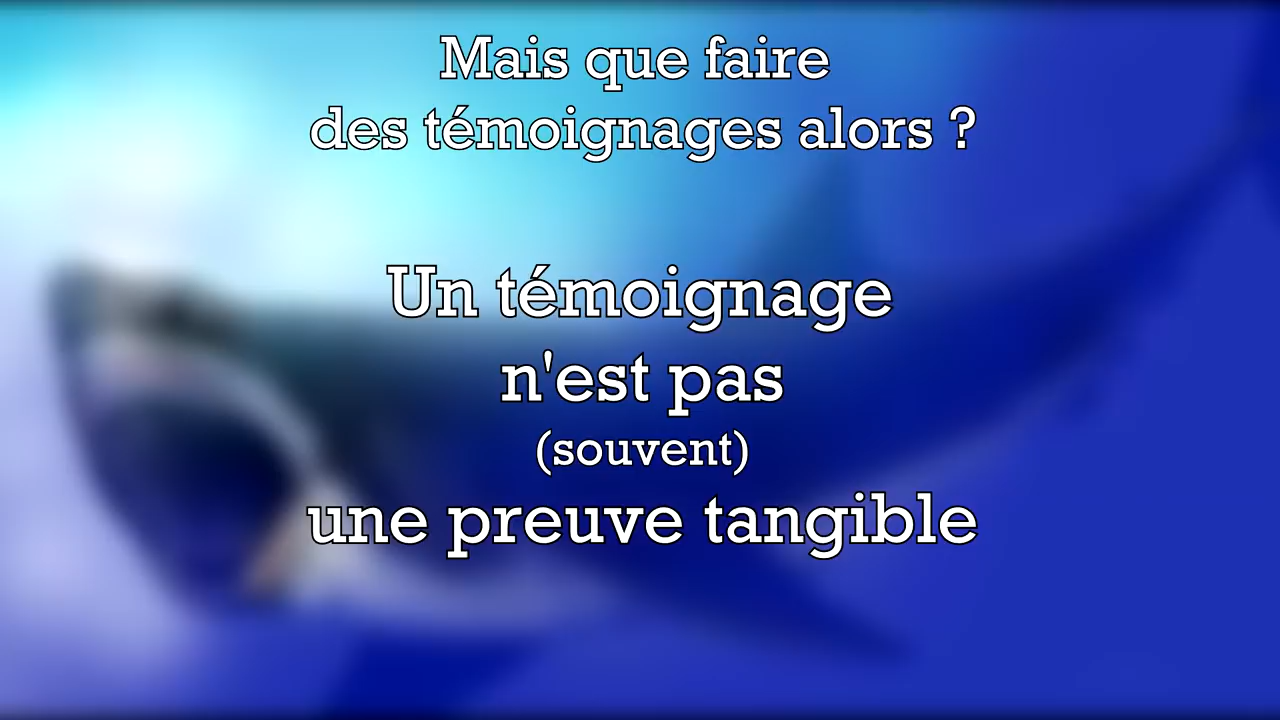 Mais que faire
des témoignages alors ?
Un témoignage
n'est pas
(souvent)
une preuve tangible